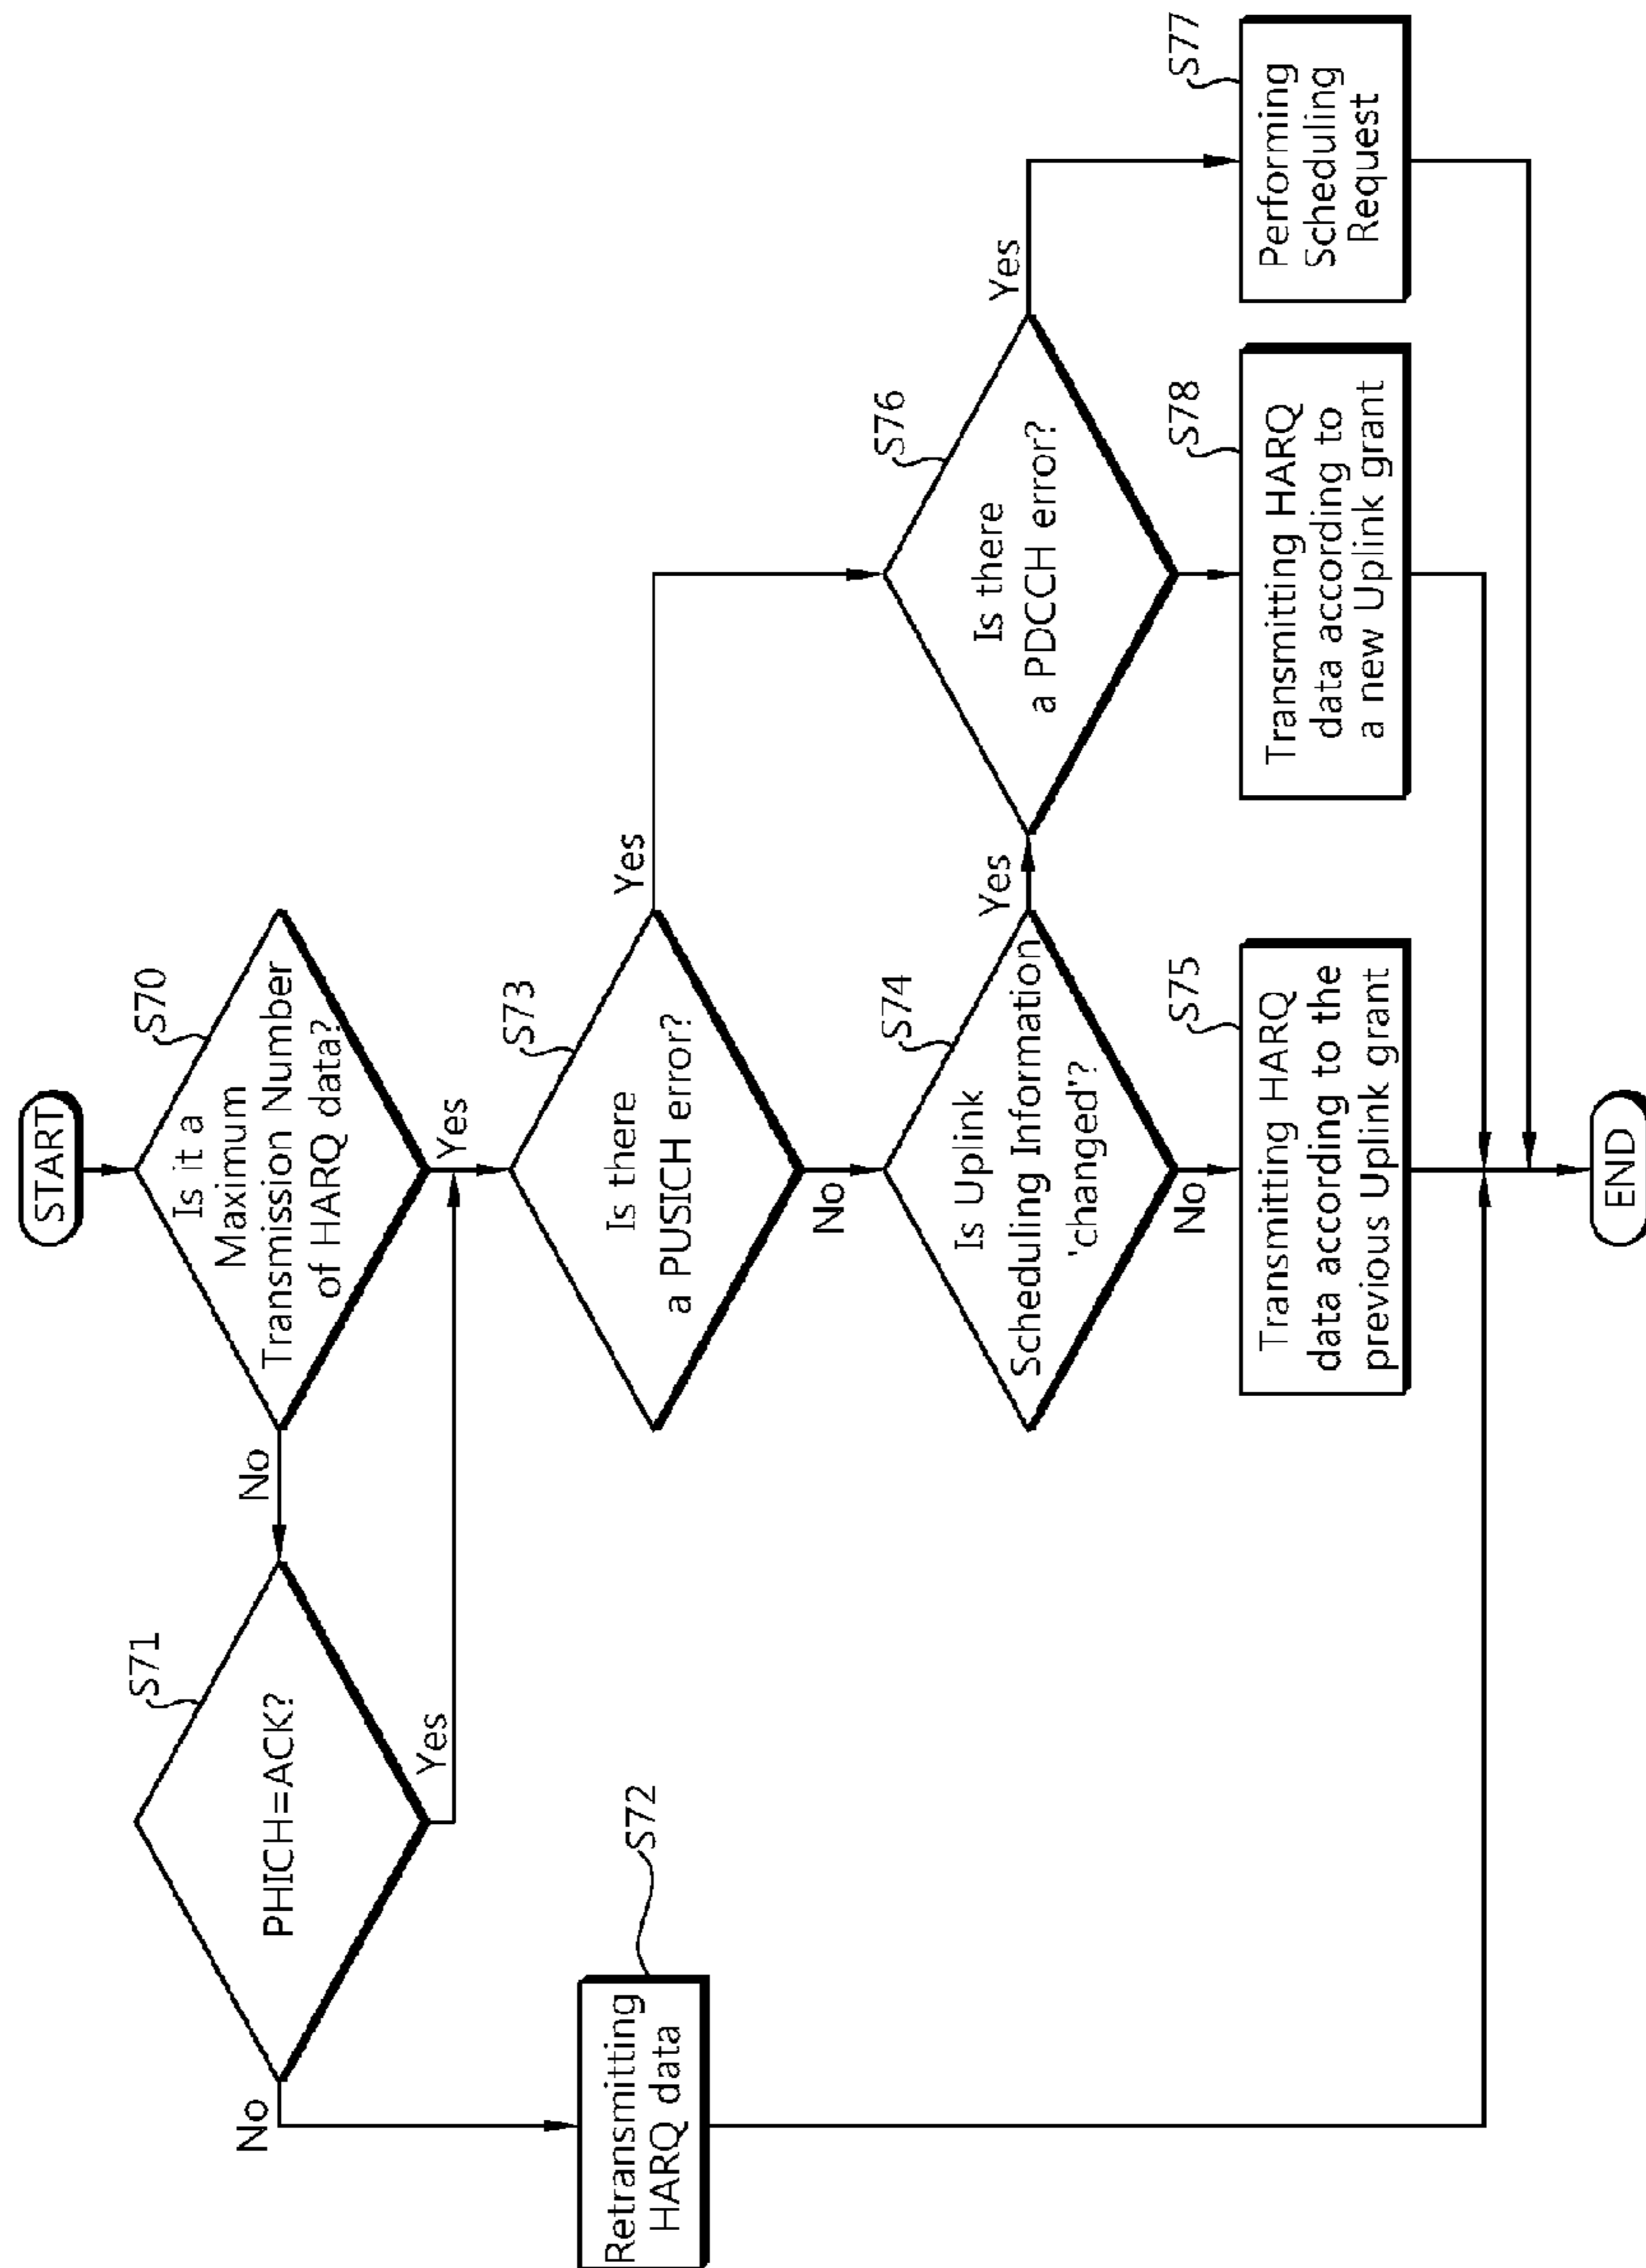 START
S70
Is it a
Maximum
Transmission Number
of HARQ data?
No
Yes
S71
PHICH=ACK?
No
Yes
S72
Retransmitting
HARQ data
S73
Is there
a PUSICH error?
Yes
No
S74
Is Uplink
Scheduling Information
'changed'?
Yes
No
S76
Is there
a PDCCH error?
Yes
S75
Transmitting HARQ
data according to the
previous Uplink grant
S78
Transmitting HARQ
data according to
a new Uplink grant
S77
Performing
Scheduling
Request
END